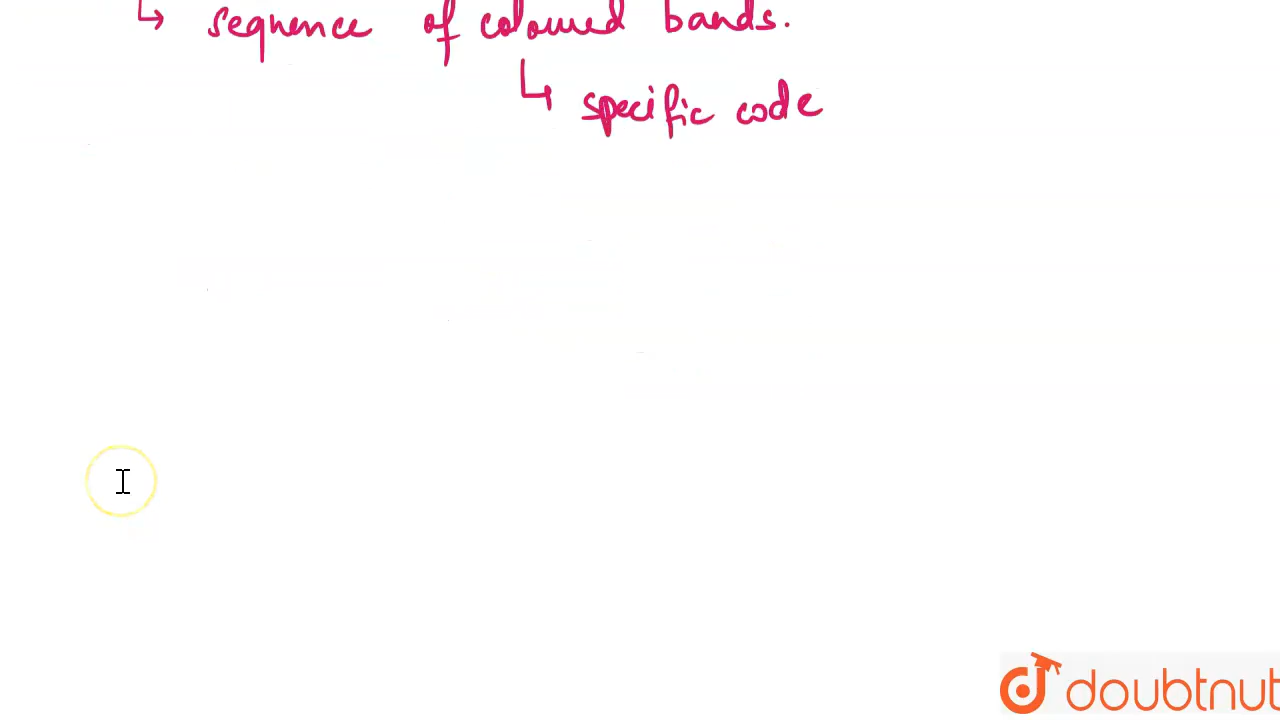 ↳ sequence of coloured bands.
↳ specific code
doubtnut